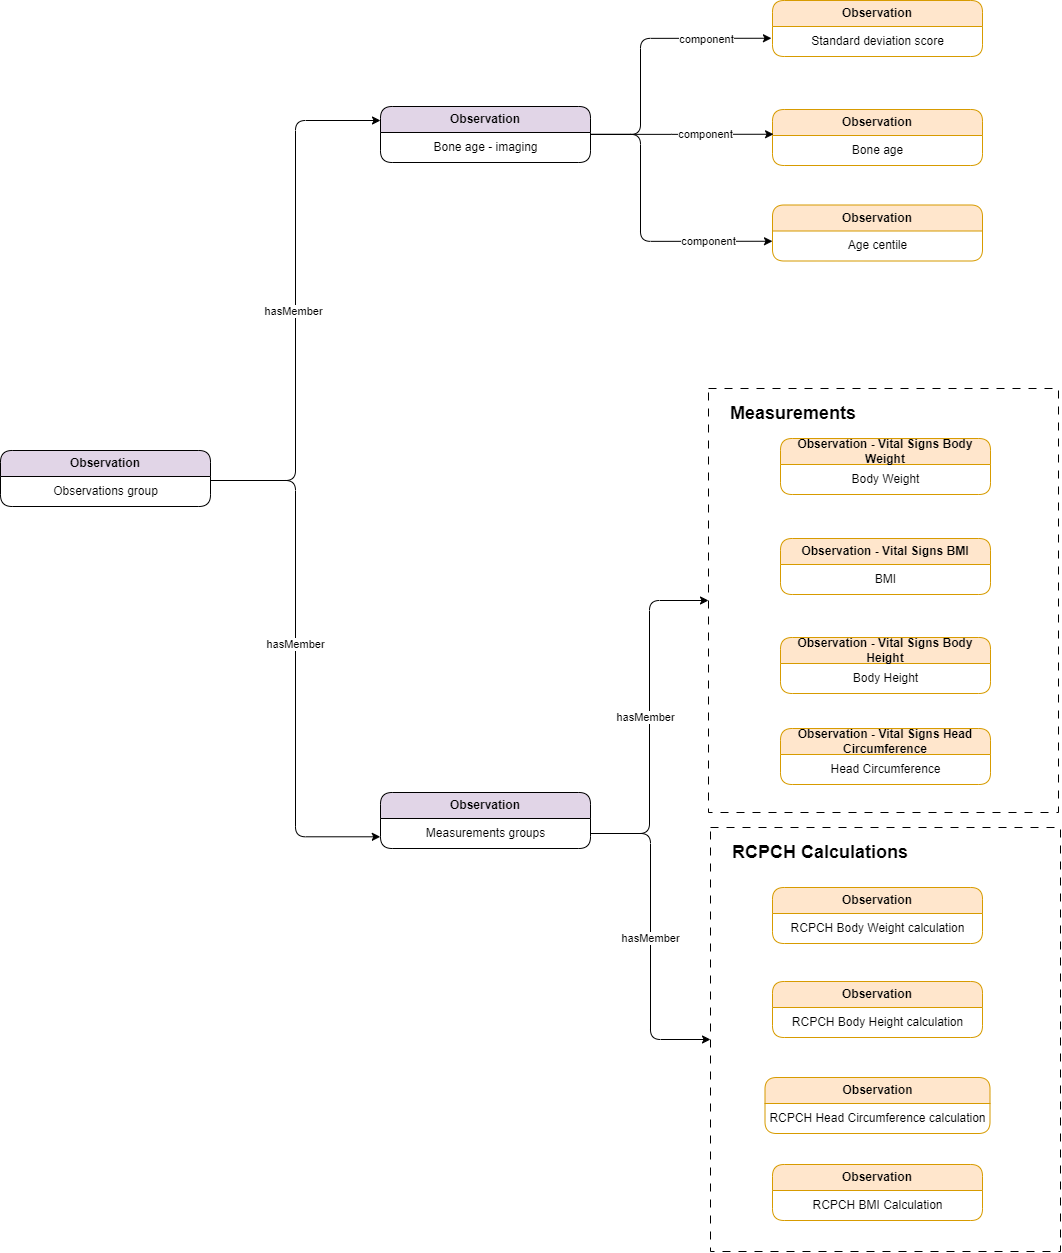 Observation
Standard deviation score
component
Observation
Bone age - imaging
Observation
Bone age
component
Observation
Age centile
component
hasMember
Observation
Observations group
hasMember
Measurements
Observation - Vital Signs Body
Weight
Body Weight
Observation - Vital Signs BMI
BMI
Observation - Vital Signs Body
Height
Body Height
Observation - Vital Signs Head
Circumference
Head Circumference
hasMember
Observation
Measurements groups
hasMember
RCPCH Calculations
Observation
RCPCH Body Weight calculation
Observation
RCPCH Body Height calculation
Observation
RCPCH Head Circumference calculation
Observation
RCPCH BMI Calculation